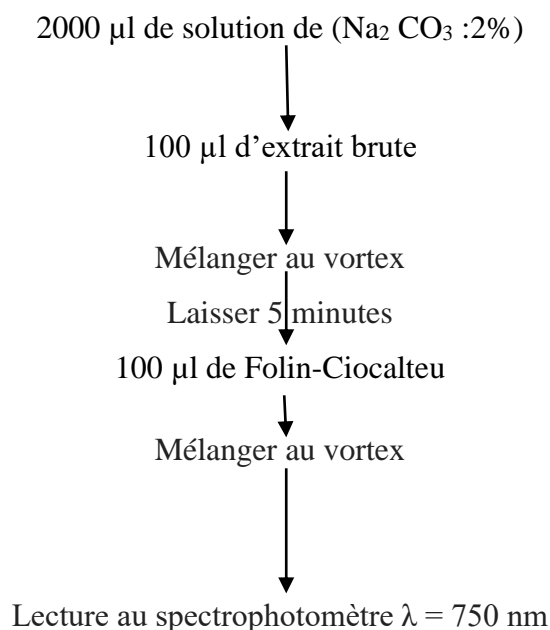 2000 µl de solution de (Na₂ CO₃ :2%)
100 µl d’extrait brute
Mélanger au vortex
Laisser 5 minutes
100 µl de Folin-Ciocalteu
Mélanger au vortex
Lecture au spectrophotomètre λ = 750 nm